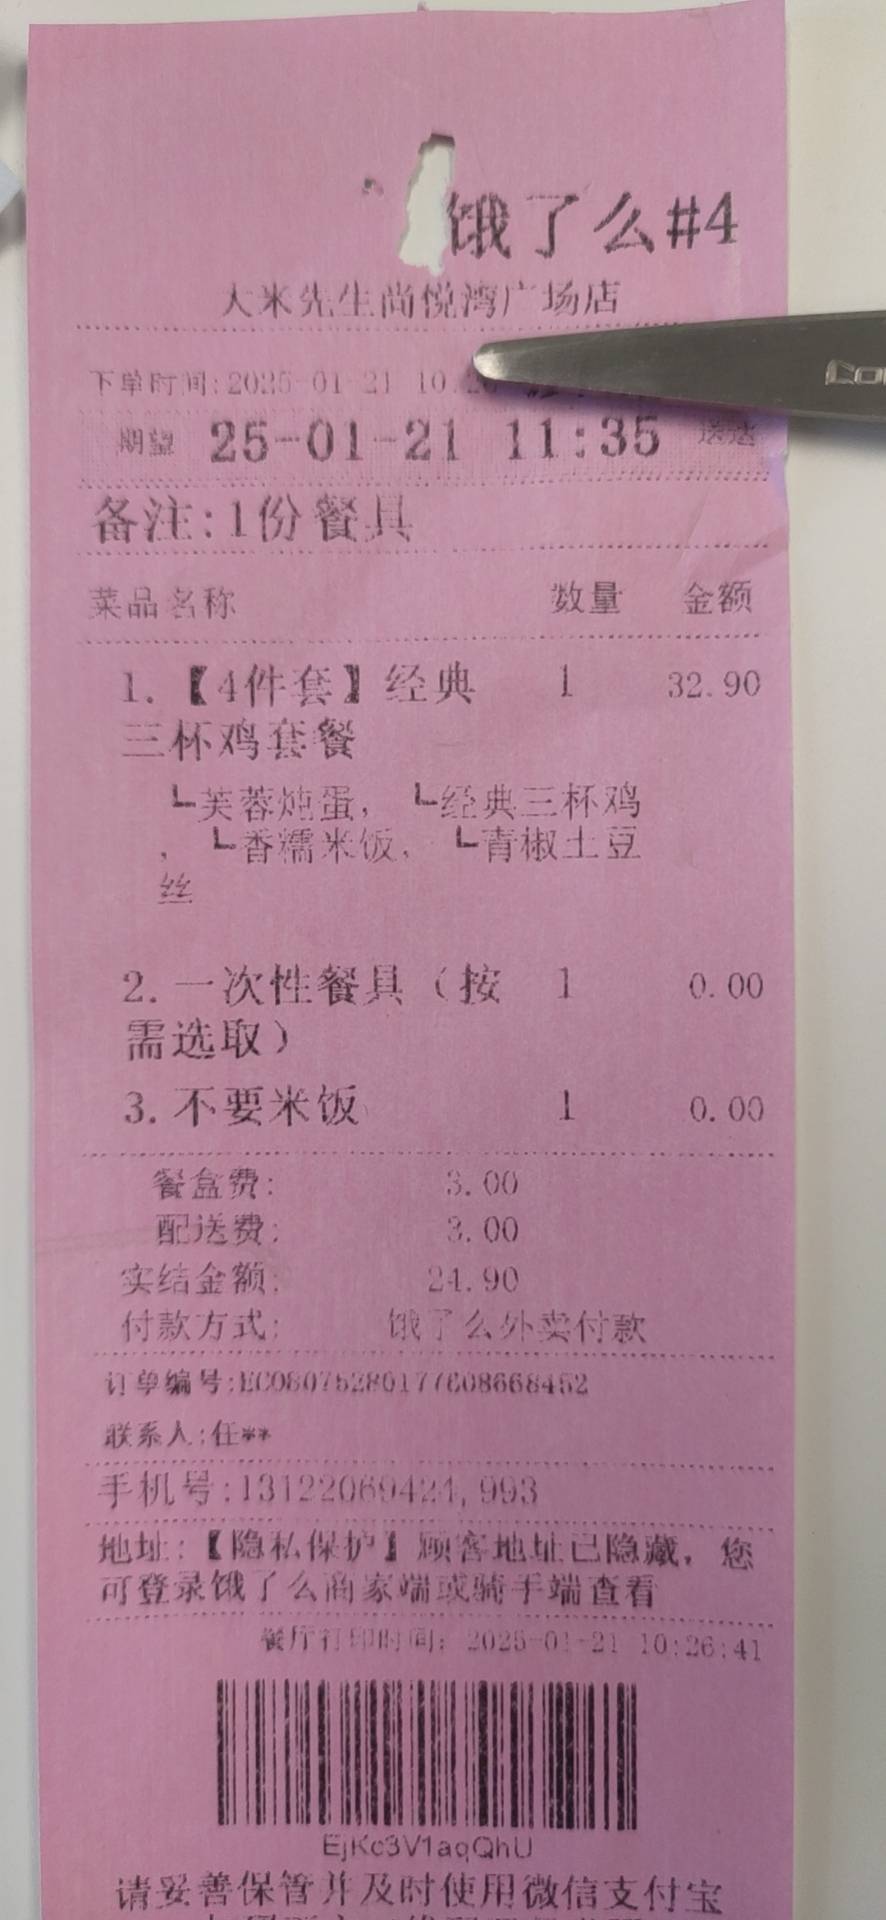 饿了么#4
大米先生尚悦湾广场店
下单时间:2025-01-21 10:26
期望 25-01-21 11:35 送达
备注:1份餐具
菜品名称 数量 金额
1.【4件套】经典 1 32.90
三杯鸡套餐
┗芙蓉炖蛋, ┗经典三杯鸡
, ┗香糯米饭, ┗青椒土豆
丝
2.一次性餐具(按 1 0.00
需选取)
3.不要米饭 1 0.00
餐盒费: 3.00
配送费: 3.00
实结金额: 24.90
付款方式: 饿了么外卖付款
订单编号:
联系人:任**
手机号:13122069424,993
地址:【隐私保护】顾客地址已隐藏, 您
可登录饿了么商家端或骑手端查看
餐厅打印时间: 2025-01-21 10:26:41
EjKc3V1aqQhU
请妥善保管并及时使用微信支付宝